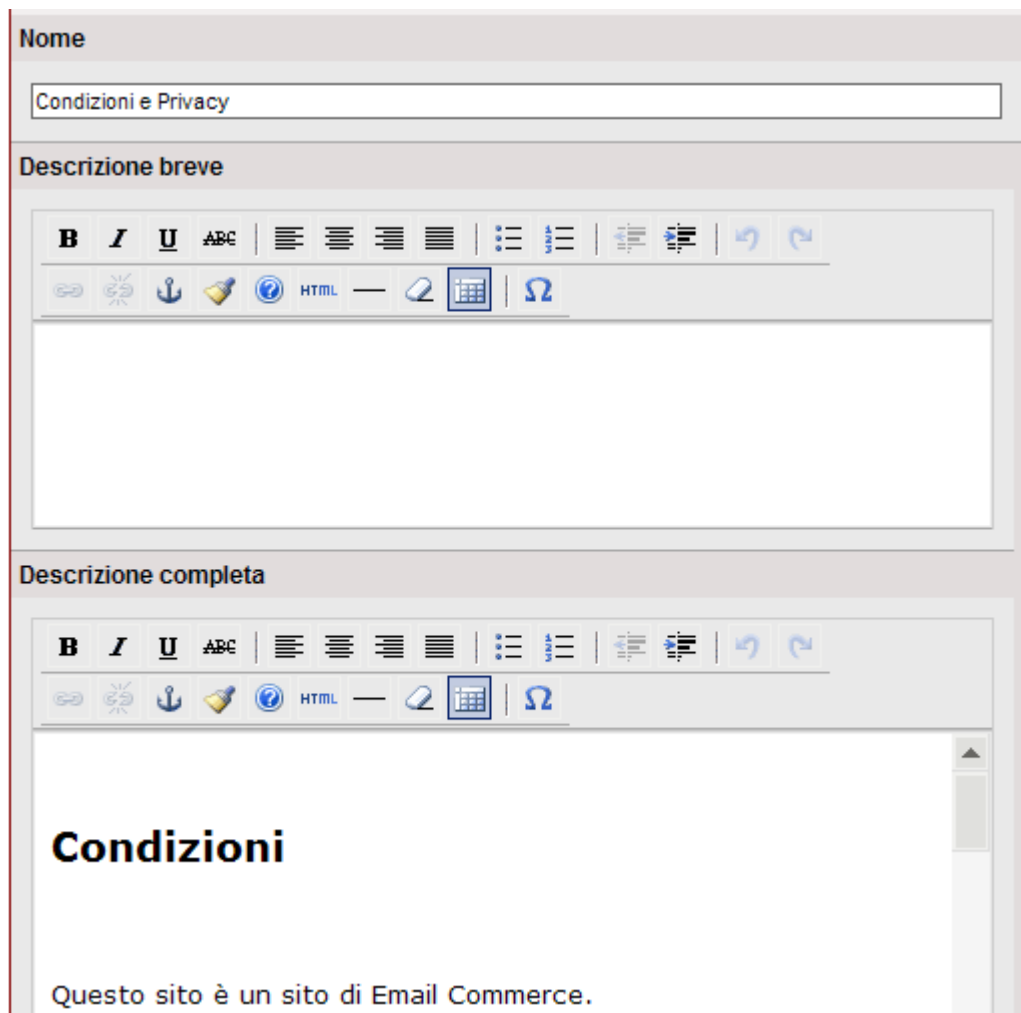 Nome
Condizioni e Privacy
Descrizione breve
B I U ABC
HTML Ω
Descrizione completa
B I U ABC
HTML Ω
Condizioni
Questo sito è un sito di Email Commerce.